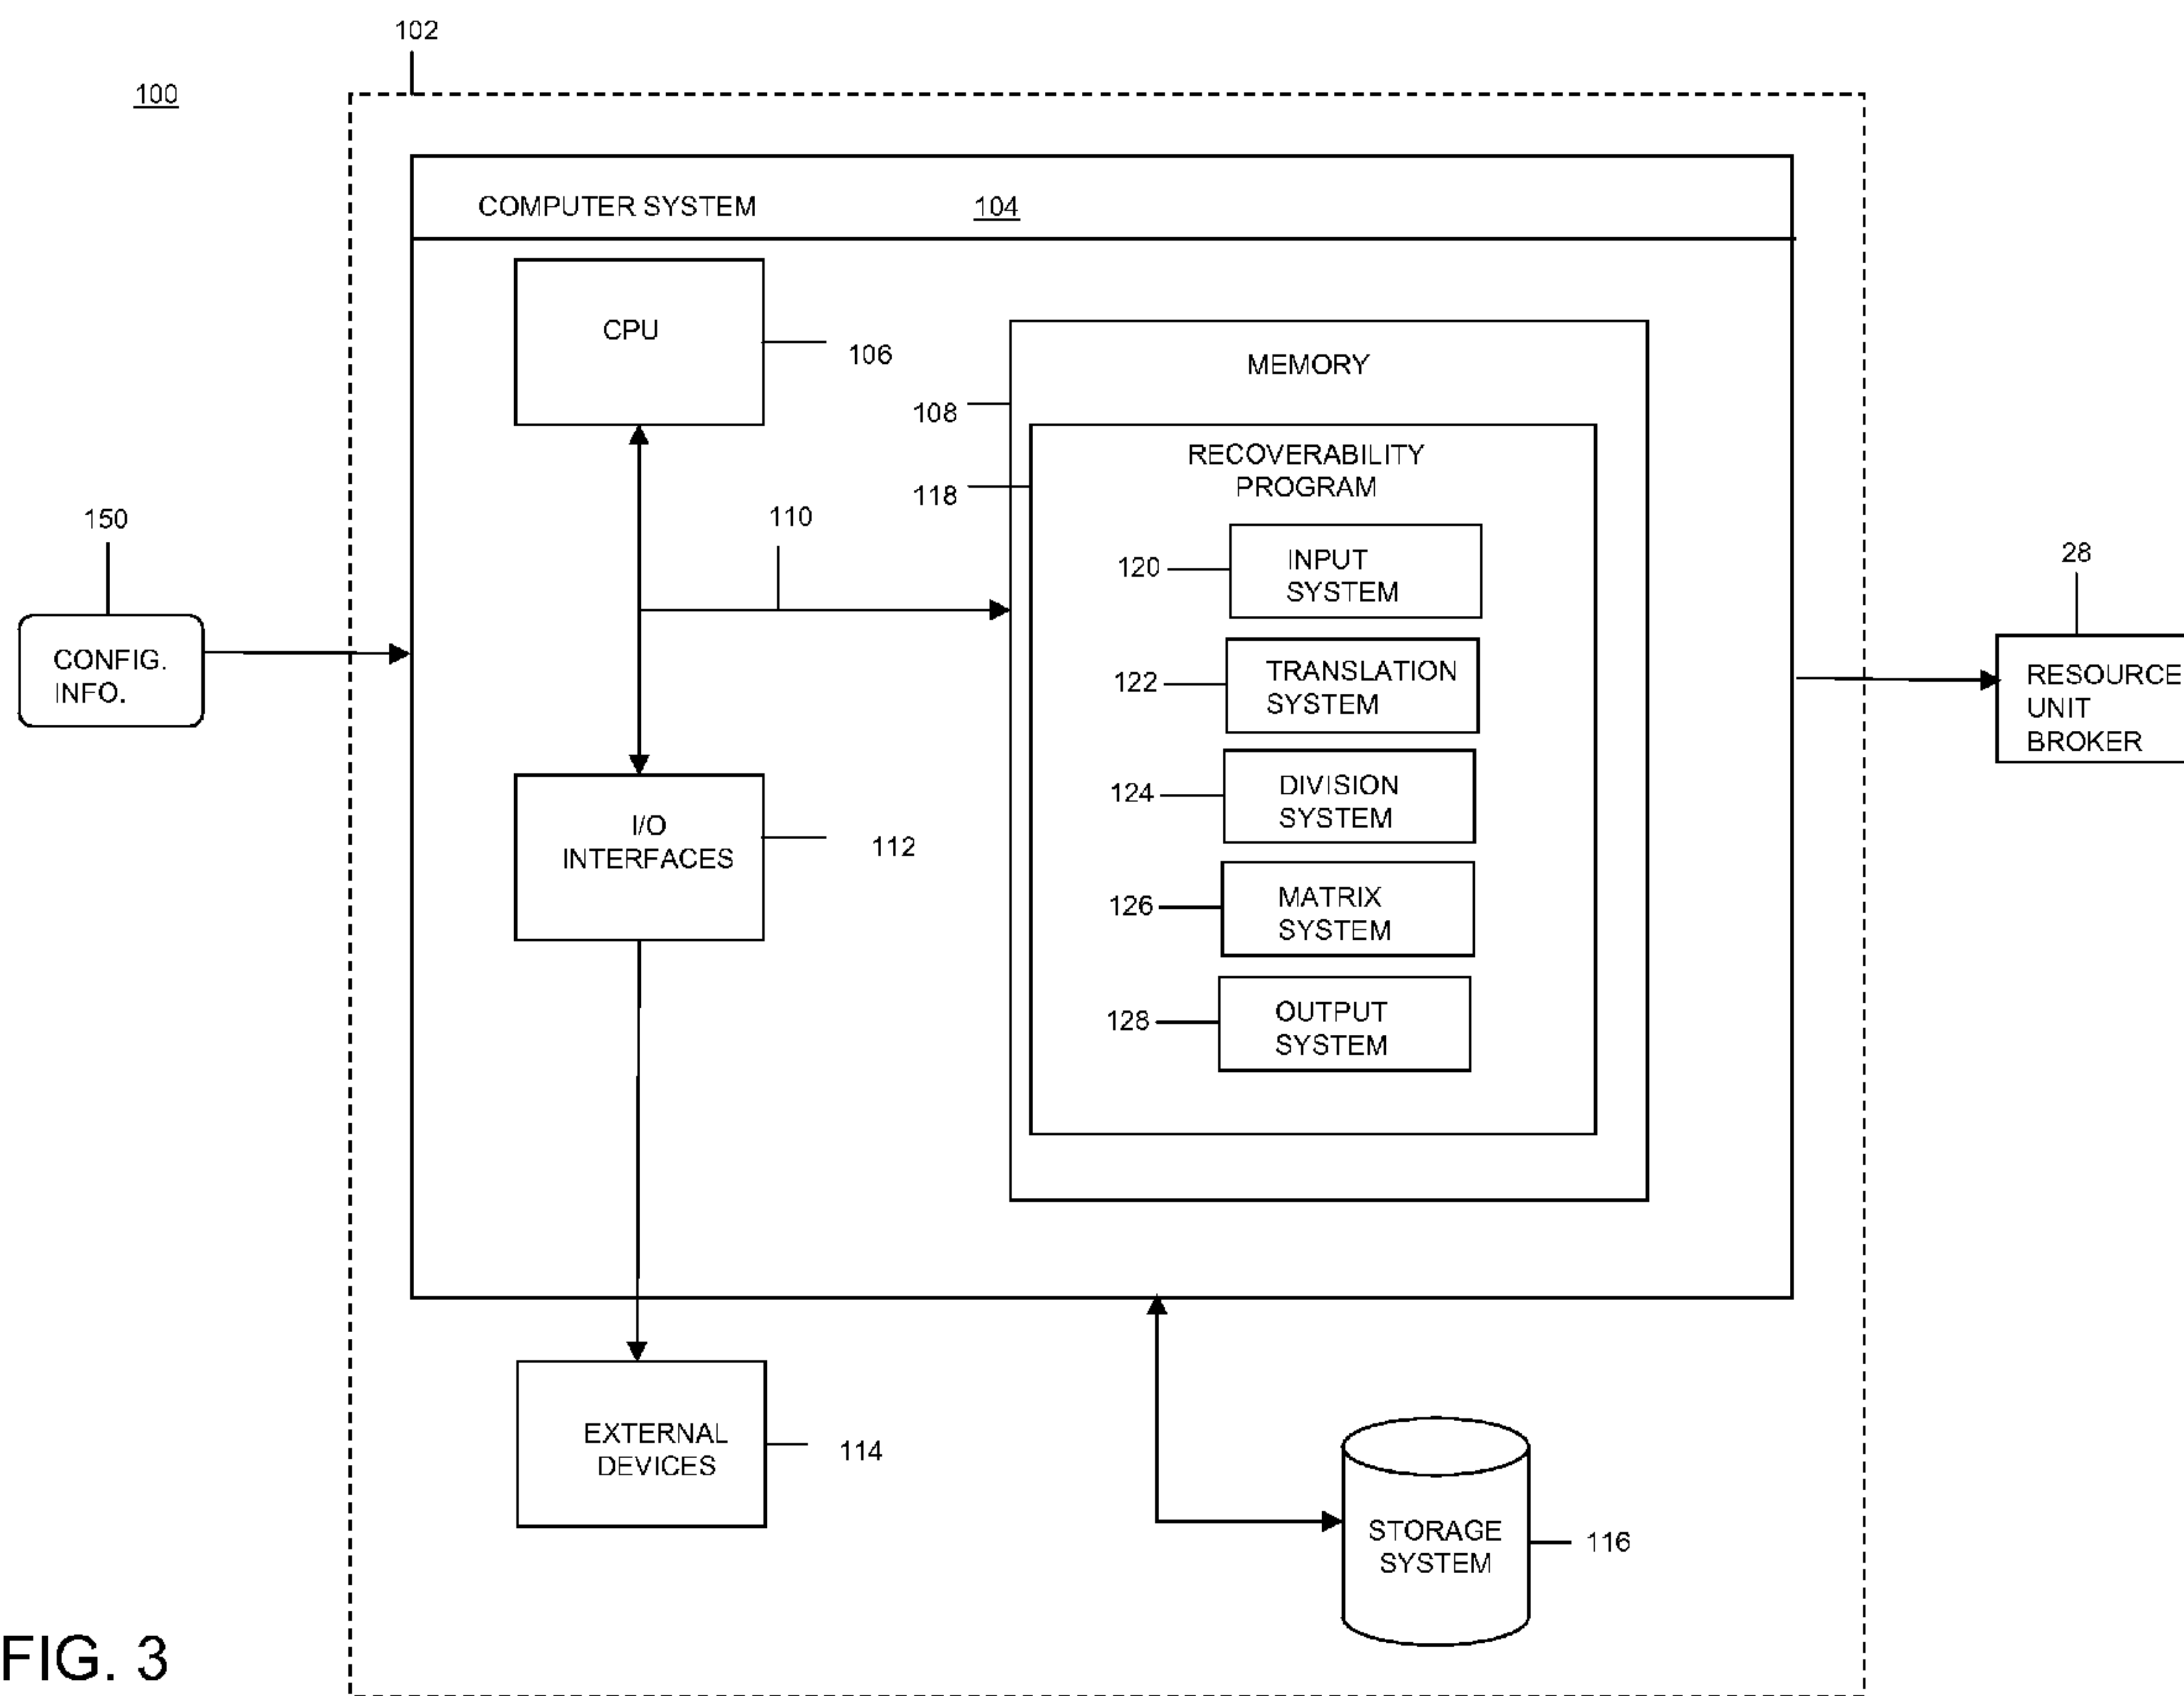 102
100
COMPUTER SYSTEM 104
CPU
106
MEMORY
108
RECOVERABILITY
PROGRAM
118
110
150
CONFIG.
INFO.
120
INPUT
SYSTEM
122
TRANSLATION
SYSTEM
124
DIVISION
SYSTEM
126
MATRIX
SYSTEM
128
OUTPUT
SYSTEM
28
RESOURCE
UNIT
BROKER
I/O
INTERFACES
112
EXTERNAL
DEVICES
114
STORAGE
SYSTEM
116
FIG. 3